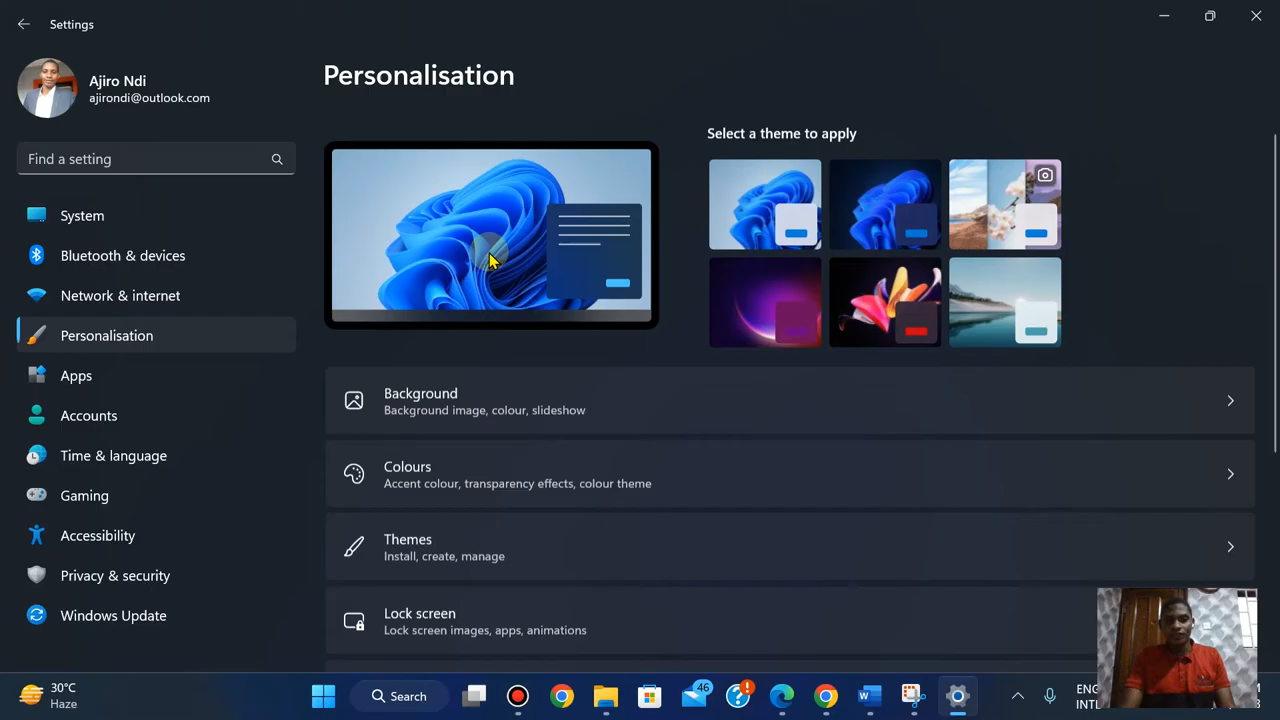 Settings
Ajiro Ndi
ajirondi@outlook.com
Find a setting
System
Bluetooth & devices
Network & internet
Personalisation
Apps
Accounts
Time & language
Gaming
Accessibility
Privacy & security
Windows Update
Personalisation
Select a theme to apply
Background
Background image, colour, slideshow
Colours
Accent colour, transparency effects, colour theme
Themes
Install, create, manage
Lock screen
Lock screen images, apps, animations
30°C
Haze
Search
46
ENG